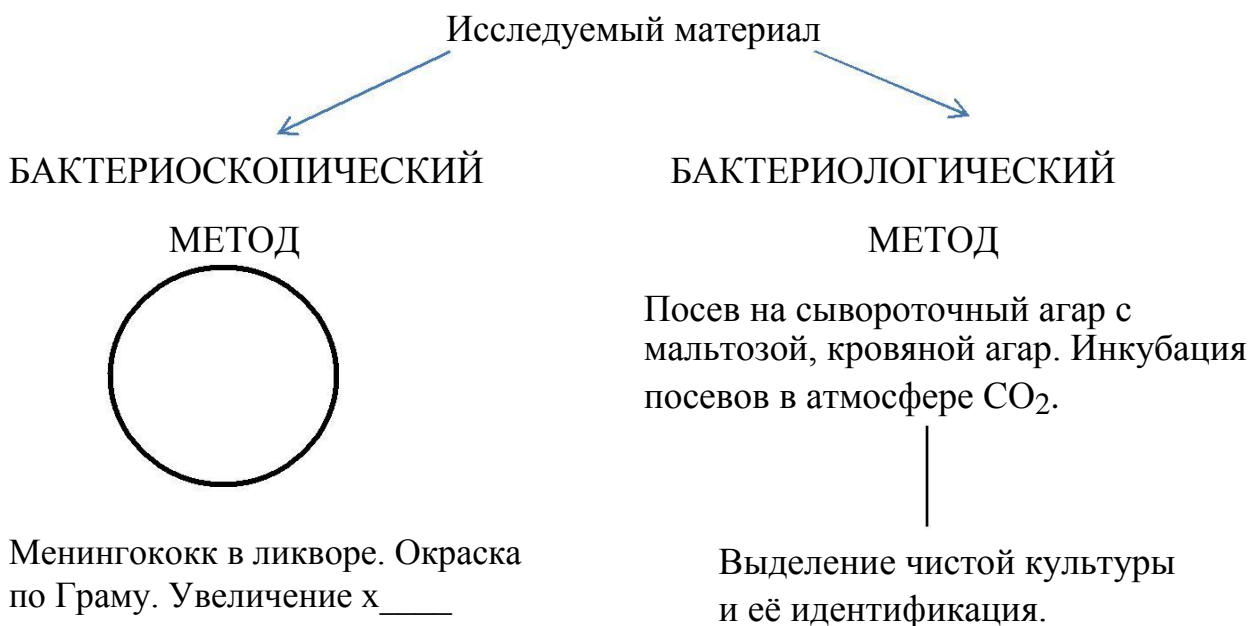 Исследуемый материал
БАКТЕРИОСКОПИЧЕСКИЙ
МЕТОД
Менингококк в ликворе. Окраска
по Граму. Увеличение х____
БАКТЕРИОЛОГИЧЕСКИЙ
МЕТОД
Посев на сывороточный агар с
мальтозой, кровяной агар. Инкубация
посевов в атмосфере СО2.
Выделение чистой культуры
и её идентификация.